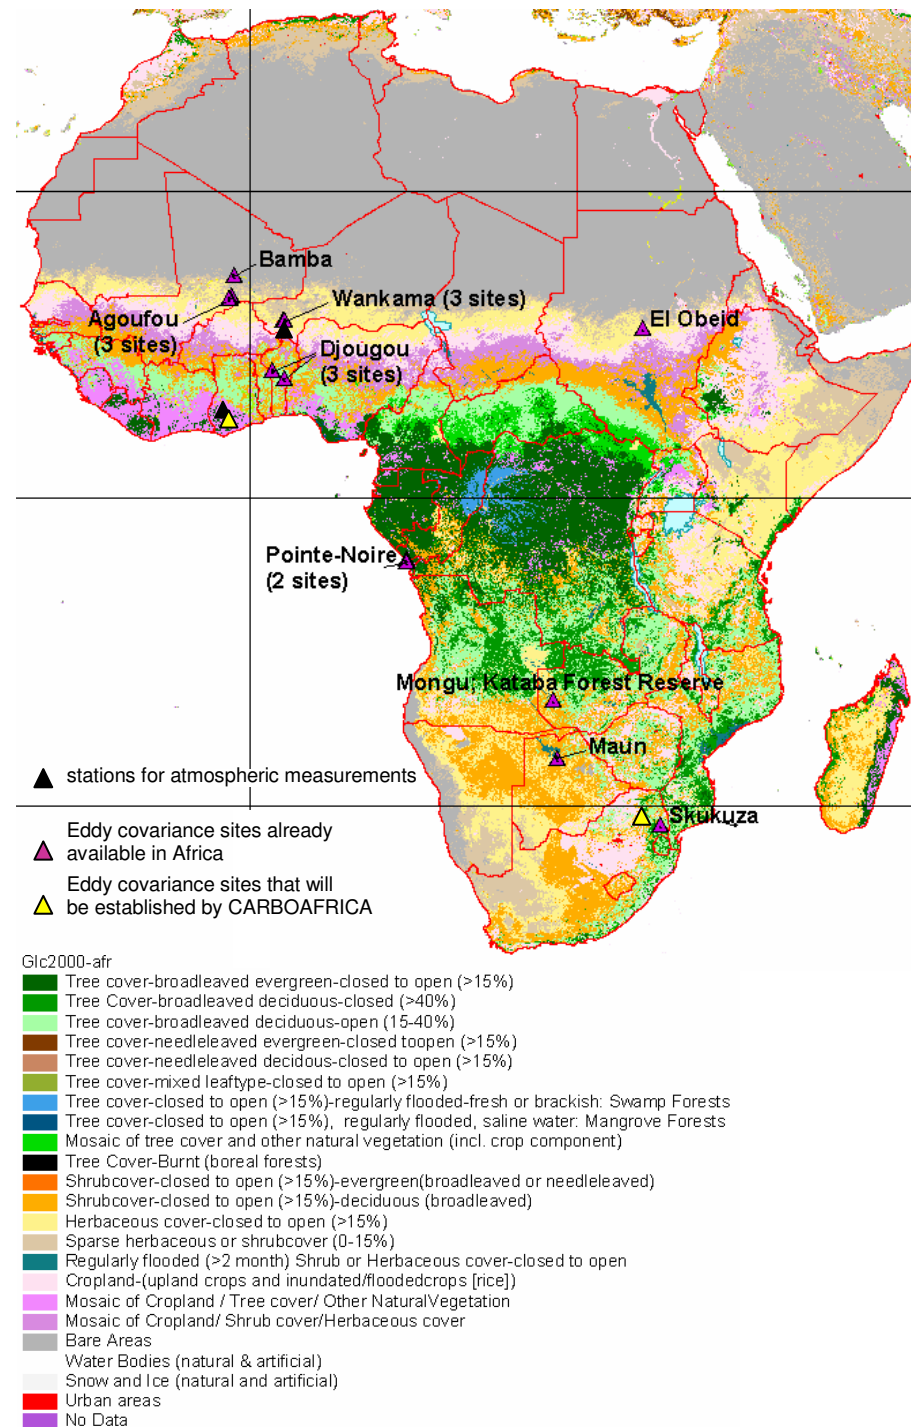 Bamba
Wankama (3 sites)
Agoufou
(3 sites)
El Obeid
Djougou
(3 sites)
Pointe-Noire
(2 sites)
Mongu; Kataba Forest Reserve
Maun
stations for atmospheric measurements
Skukuza
Eddy covariance sites already
available in Africa
Eddy covariance sites that will
be established by CARBOAFRICA
Glc2000-afr
Tree cover-broadleaved evergreen-closed to open (>15%)
Tree Cover-broadleaved deciduous-closed (>40%)
Tree cover-broadleaved deciduous-open (15-40%)
Tree cover-needleleaved evergreen-closed toopen (>15%)
Tree cover-needleleaved decidous-closed to open (>15%)
Tree cover-mixed leaftype-closed to open (>15%)
Tree cover-closed to open (>15%)-regularly flooded-fresh or brackish: Swamp Forests
Tree cover-closed to open (>15%), regularly flooded, saline water: Mangrove Forests
Mosaic of tree cover and other natural vegetation (incl. crop component)
Tree Cover-Burnt (boreal forests)
Shrubcover-closed to open (>15%)-evergreen(broadleaved or needleleaved)
Shrubcover-closed to open (>15%)-deciduous (broadleaved)
Herbaceous cover-closed to open (>15%)
Sparse herbaceous or shrubcover (0-15%)
Regularly flooded (>2 month) Shrub or Herbaceous cover-closed to open
Cropland-(upland crops and inundated/floodedcrops [rice])
Mosaic of Cropland / Tree cover/ Other NaturalVegetation
Mosaic of Cropland/ Shrub cover/Herbaceous cover
Bare Areas
Water Bodies (natural & artificial)
Snow and Ice (natural and artificial)
Urban areas
No Data